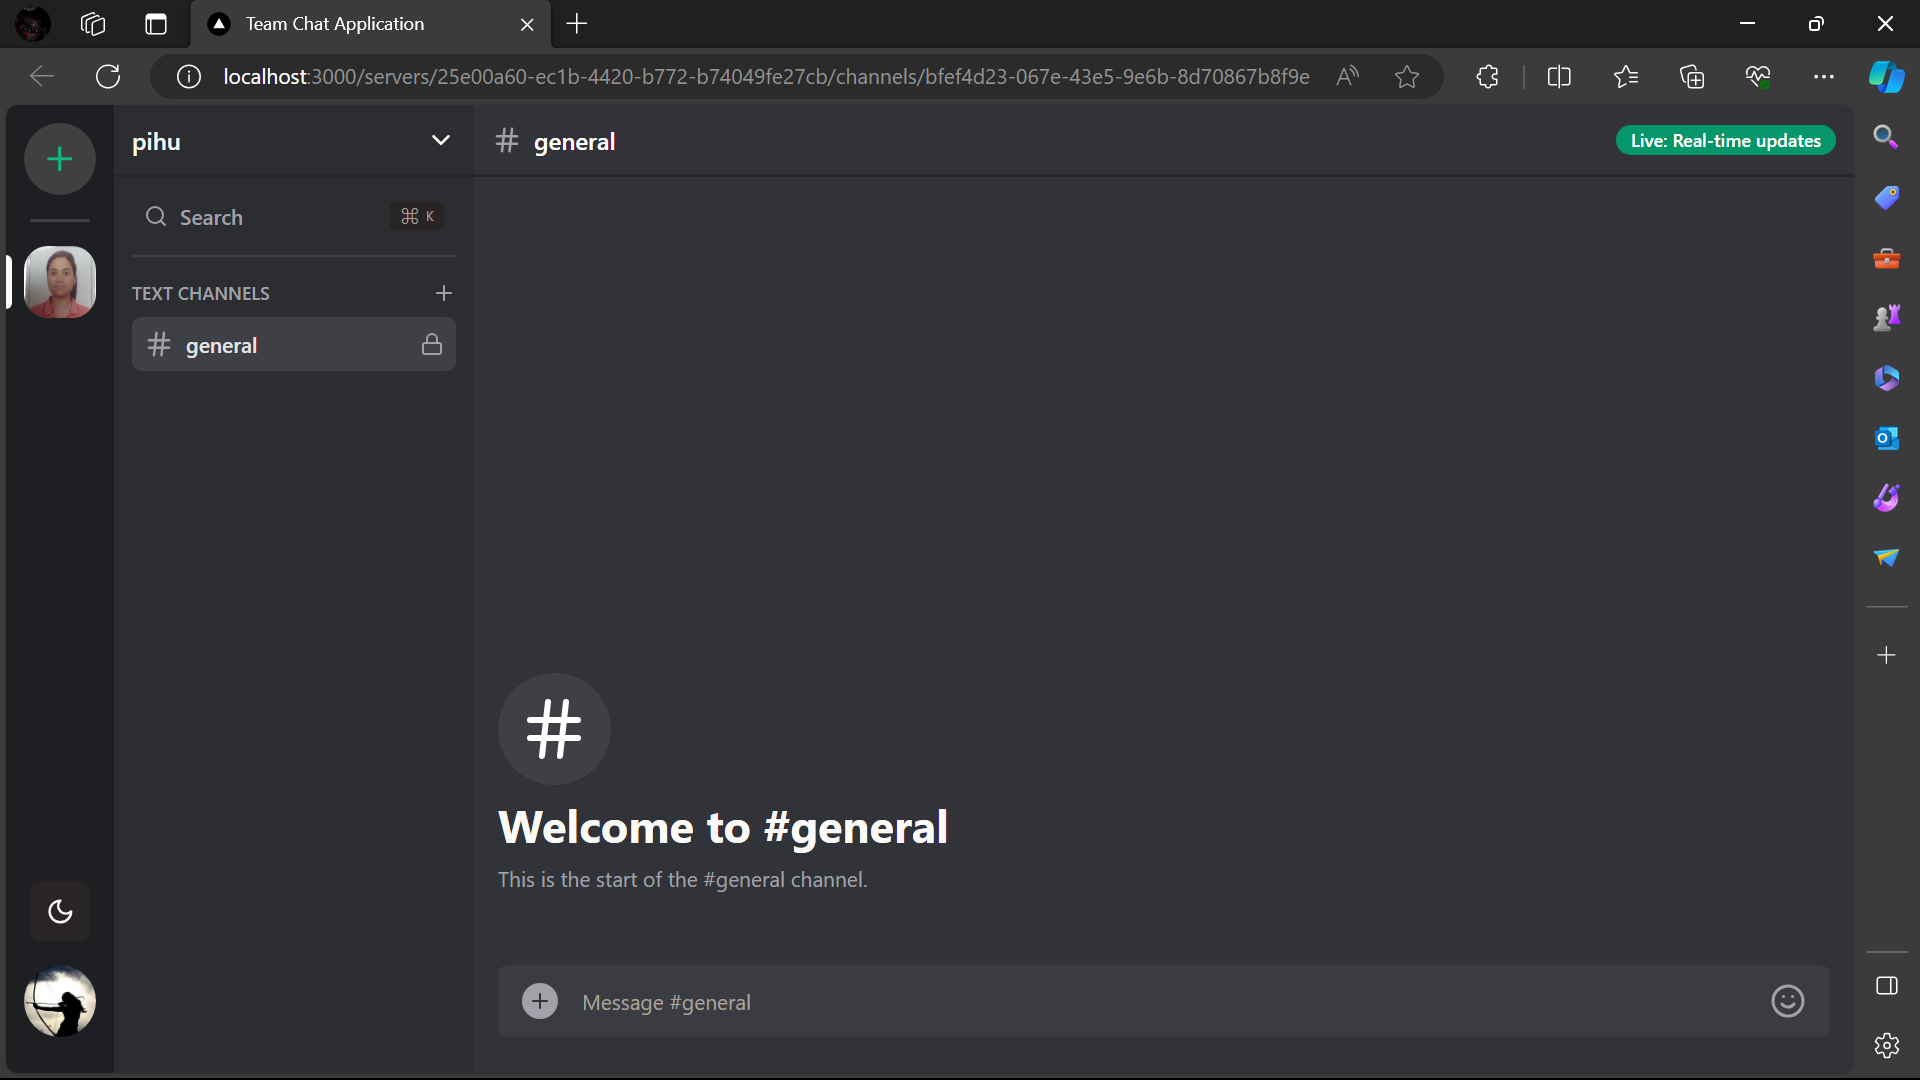 Team Chat Application
localhost:3000/servers/25e00a60-ec1b-4420-b772-b74049fe27cb/channels/bfef4d23-067e-43e5-9e6b-8d70867b8f9e
pihu
# general
Live: Real-time updates
Search
⌘ K
TEXT CHANNELS
# general
#
Welcome to #general
This is the start of the #general channel.
Message #general